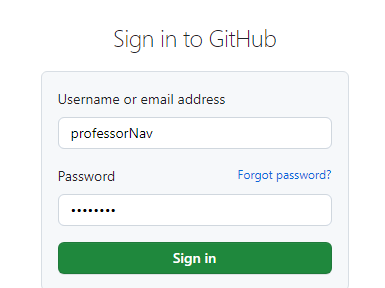 Sign in to GitHub
Username or email address
professorNav
Password Forgot password?
••••••••
Sign in